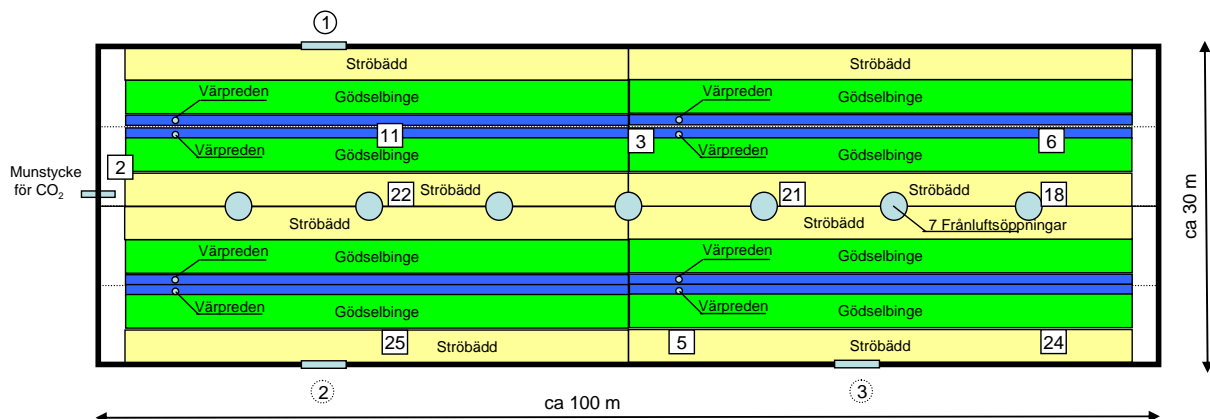 1
Ströbädd
Ströbädd
Värpreden
Gödselbinge
Värpreden
Gödselbinge
11
3
6
Värpreden
Gödselbinge
Värpreden
Gödselbinge
2
Munstycke
för CO2
22
Ströbädd
21
Ströbädd
18
Ströbädd
Ströbädd
7 Frånluftsöppningar
ca 30 m
Värpreden
Gödselbinge
Värpreden
Gödselbinge
Värpreden
Gödselbinge
Värpreden
Gödselbinge
25
Ströbädd
5
Ströbädd
24
2
3
ca 100 m